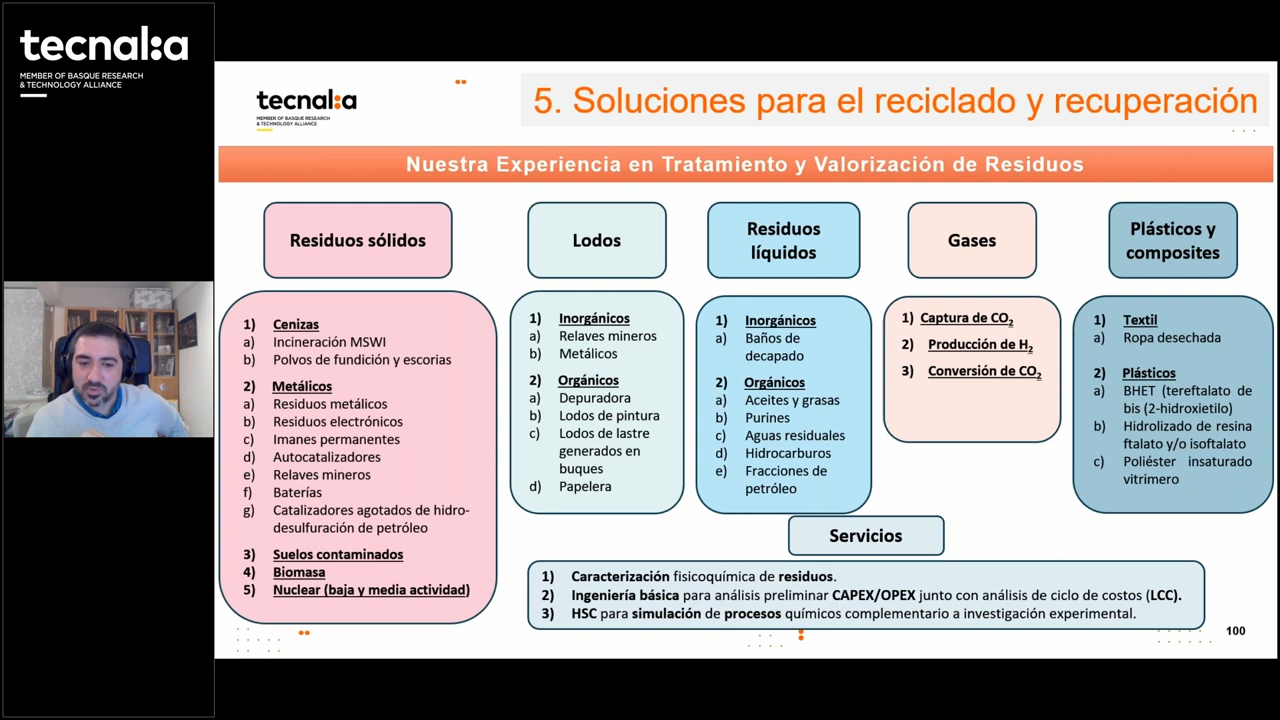 tecnal:a
MEMBER OF BASQUE RESEARCH
& TECHNOLOGY ALLIANCE
tecnal:a
MEMBER OF BASQUE RESEARCH
& TECHNOLOGY ALLIANCE
5. Soluciones para el reciclado y recuperación
Nuestra Experiencia en Tratamiento y Valorización de Residuos
Residuos sólidos
1) Cenizas
a) Incineración MSWI
b) Polvos de fundición y escorias
2) Metálicos
a) Residuos metálicos
b) Residuos electrónicos
c) Imanes permanentes
d) Autocatalizadores
e) Relaves mineros
f) Baterías
g) Catalizadores agotados de hidro-
desulfuración de petróleo
3) Suelos contaminados
4) Biomasa
5) Nuclear (baja y media actividad)
Lodos
1) Inorgánicos
a) Relaves mineros
b) Metálicos
2) Orgánicos
a) Depuradora
b) Lodos de pintura
c) Lodos de lastre
generados en
buques
d) Papelera
Residuos
líquidos
1) Inorgánicos
a) Baños de
decapado
2) Orgánicos
a) Aceites y grasas
b) Purines
c) Aguas residuales
d) Hidrocarburos
e) Fracciones de
petróleo
Gases
1) Captura de CO₂
2) Producción de H₂
3) Conversión de CO₂
Plásticos y
composites
1) Textil
a) Ropa desechada
2) Plásticos
a) BHET (tereftalato de
bis (2-hidroxietilo)
b) Hidrolizado de resina
ftalato y/o isoftalato
c) Poliéster insaturado
vitrimero
Servicios
1) Caracterización fisicoquímica de residuos.
2) Ingeniería básica para análisis preliminar CAPEX/OPEX junto con análisis de ciclo de costos (LCC).
3) HSC para simulación de procesos químicos complementario a investigación experimental.
100